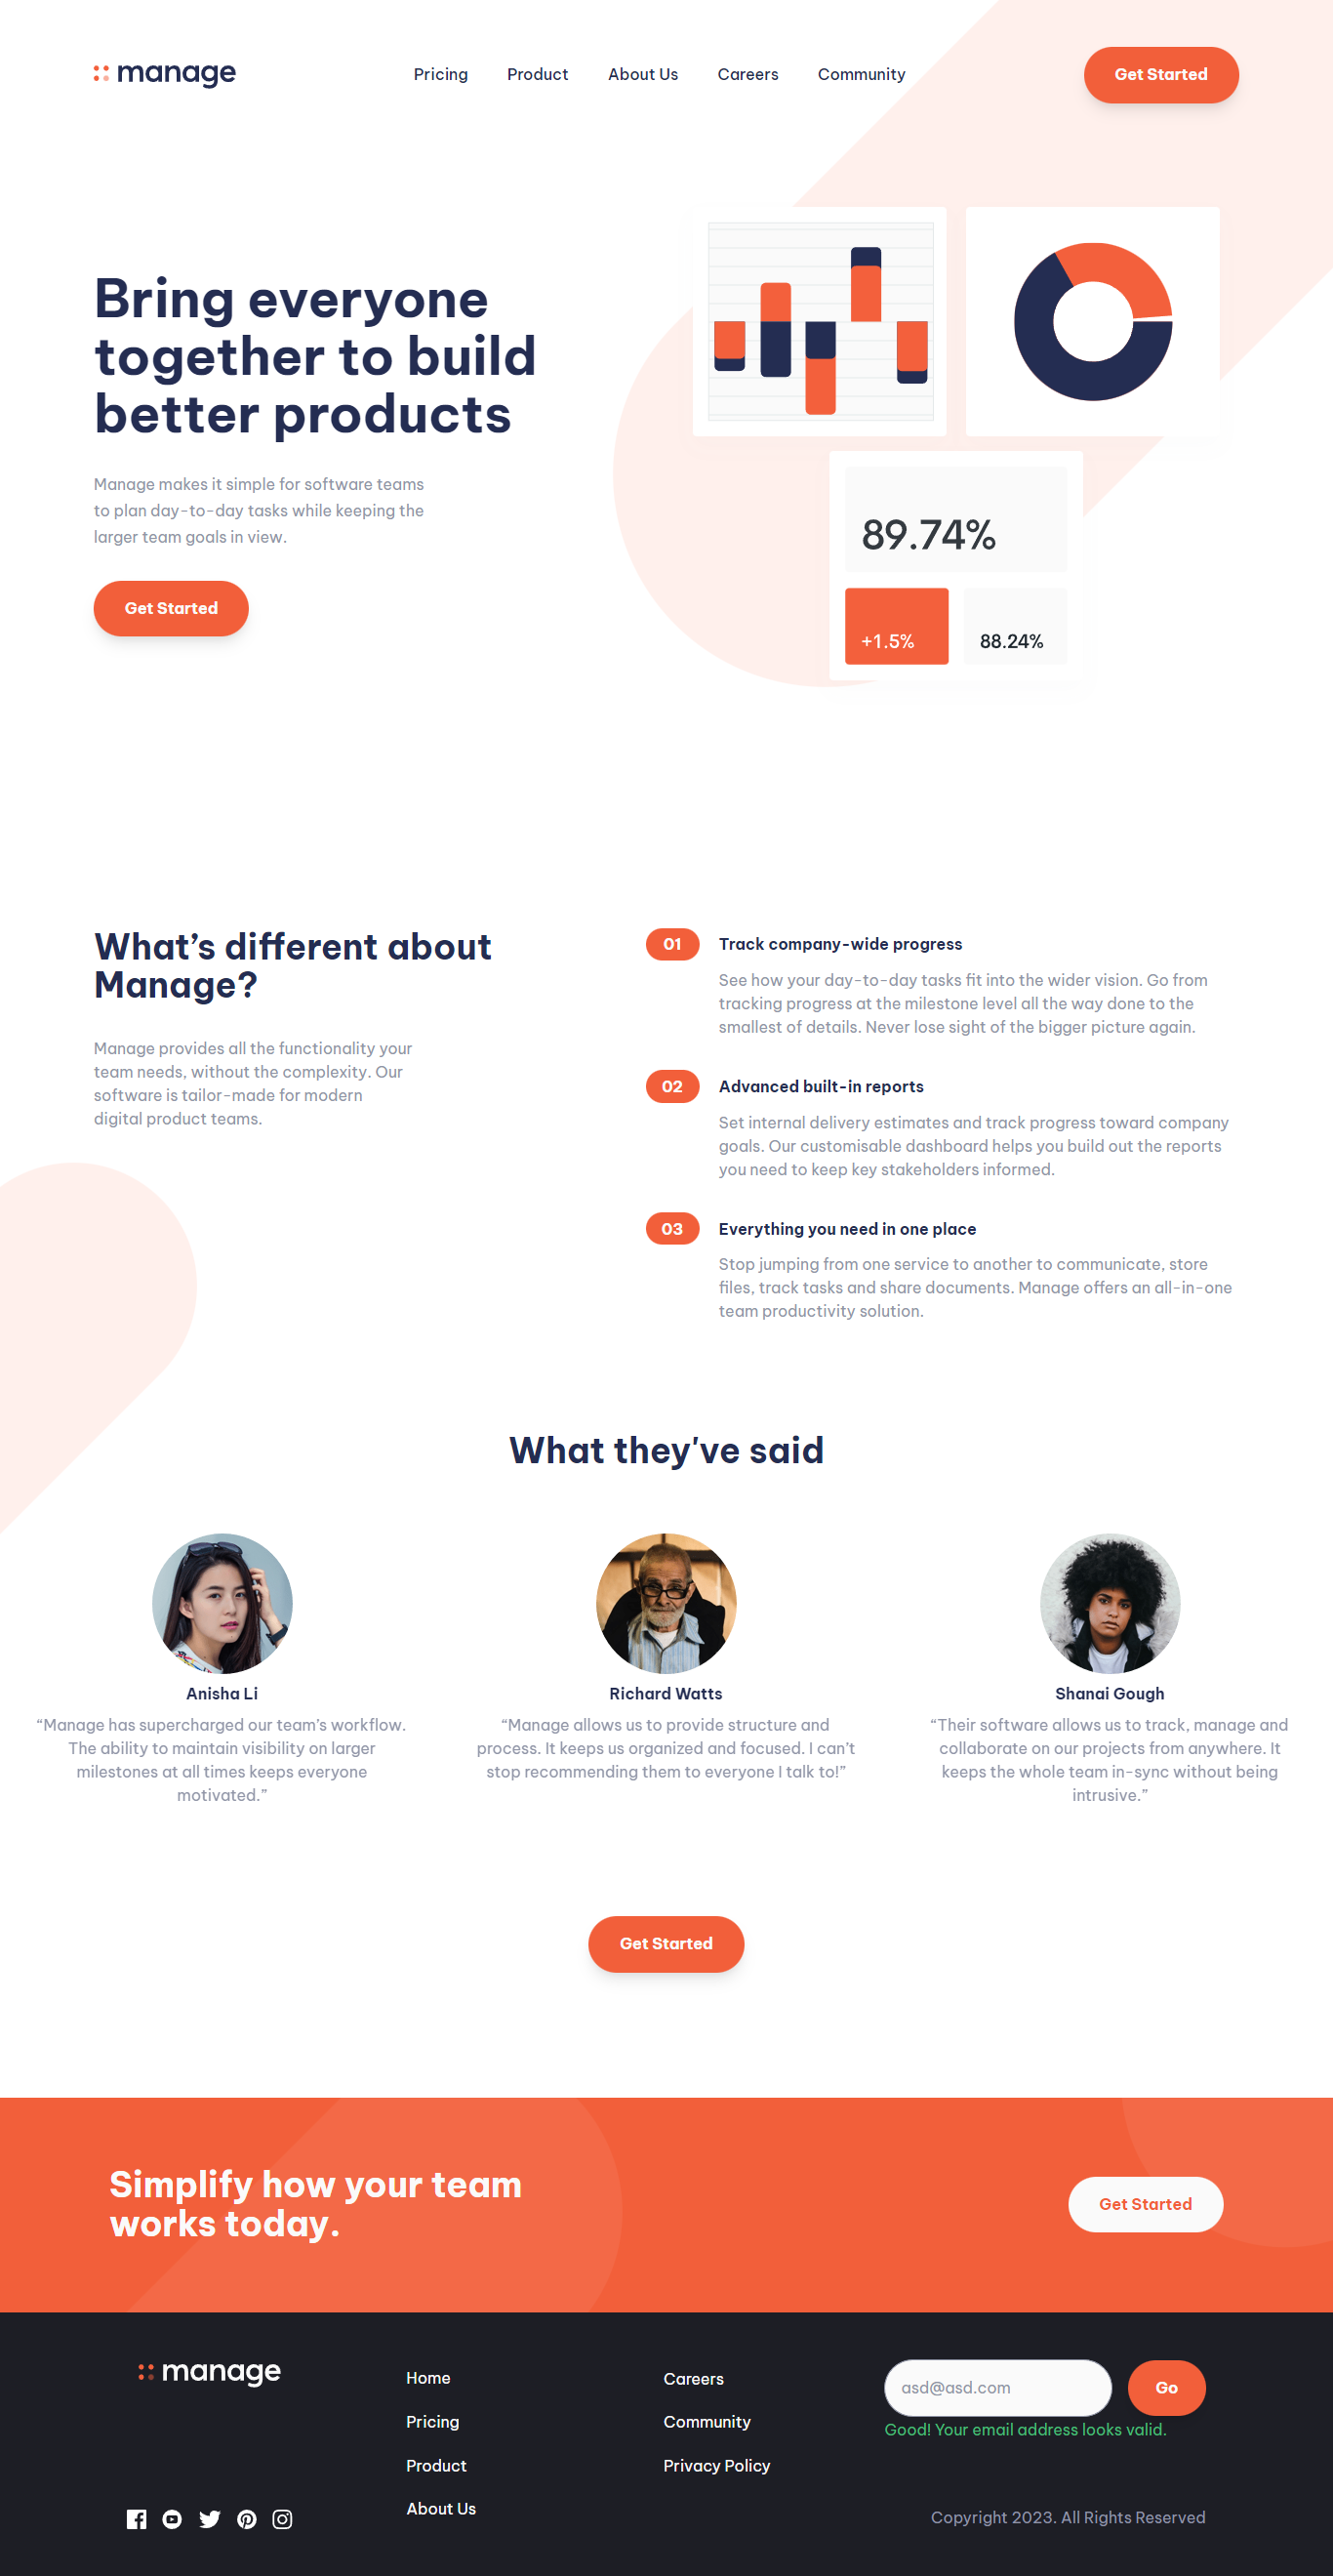 manage
Pricing
Product
About Us
Careers
Community
Get Started
Bring everyone
together to build
better products
Manage makes it simple for software teams
to plan day-to-day tasks while keeping the
larger team goals in view.
Get Started
89.74%
+1.5%
88.24%
What’s different about
Manage?
Manage provides all the functionality your
team needs, without the complexity. Our
software is tailor-made for modern
digital product teams.
01
Track company-wide progress
See how your day-to-day tasks fit into the wider vision. Go from
tracking progress at the milestone level all the way done to the
smallest of details. Never lose sight of the bigger picture again.
02
Advanced built-in reports
Set internal delivery estimates and track progress toward company
goals. Our customisable dashboard helps you build out the reports
you need to keep key stakeholders informed.
03
Everything you need in one place
Stop jumping from one service to another to communicate, store
files, track tasks and share documents. Manage offers an all-in-one
team productivity solution.
What they've said
Anisha Li
“Manage has supercharged our team’s workflow.
The ability to maintain visibility on larger
milestones at all times keeps everyone
motivated.”
Richard Watts
“Manage allows us to provide structure and
process. It keeps us organized and focused. I can’t
stop recommending them to everyone I talk to!”
Shanai Gough
“Their software allows us to track, manage and
collaborate on our projects from anywhere. It
keeps the whole team in-sync without being
intrusive.”
Get Started
Simplify how your team
works today.
Get Started
manage
Home
Pricing
Product
About Us
Careers
Community
Privacy Policy
asd@asd.com
Go
Good! Your email address looks valid.
Copyright 2023. All Rights Reserved